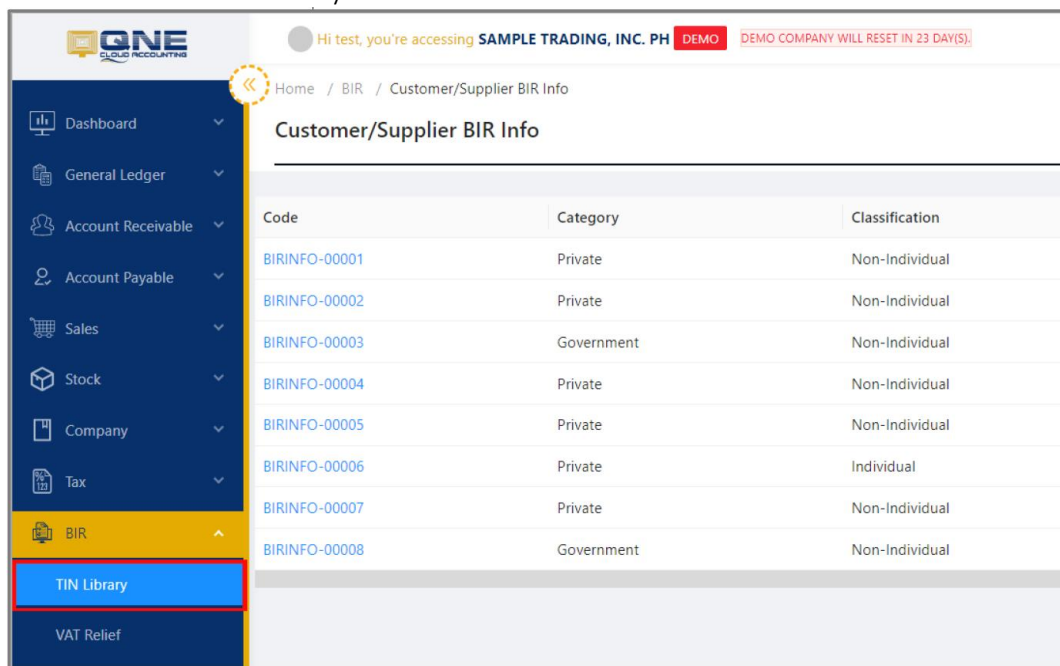 QNE
CLOUD ACCOUNTING
Hi test, you're accessing SAMPLE TRADING, INC. PH DEMO DEMO COMPANY WILL RESET IN 23 DAY(S).
Home / BIR / Customer/Supplier BIR Info
Customer/Supplier BIR Info
Dashboard
General Ledger
Account Receivable
Account Payable
Sales
Stock
Company
Tax
BIR
TIN Library
VAT Relief
Code Category Classification
BIRINFO-00001 Private Non-Individual
BIRINFO-00002 Private Non-Individual
BIRINFO-00003 Government Non-Individual
BIRINFO-00004 Private Non-Individual
BIRINFO-00005 Private Non-Individual
BIRINFO-00006 Private Individual
BIRINFO-00007 Private Non-Individual
BIRINFO-00008 Government Non-Individual